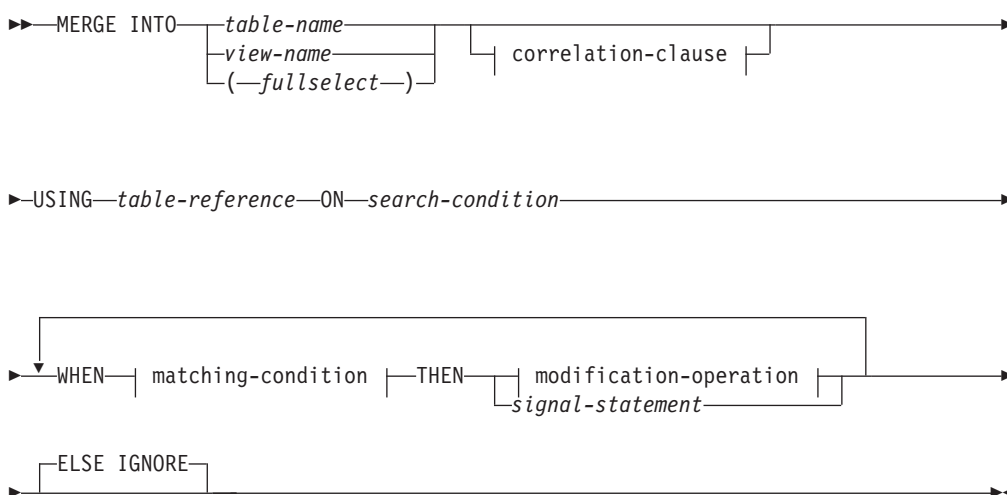 MERGE INTO table-name
view-name correlation-clause
( fullselect )
USING table-reference ON search-condition
WHEN matching-condition THEN modification-operation
signal-statement
ELSE IGNORE